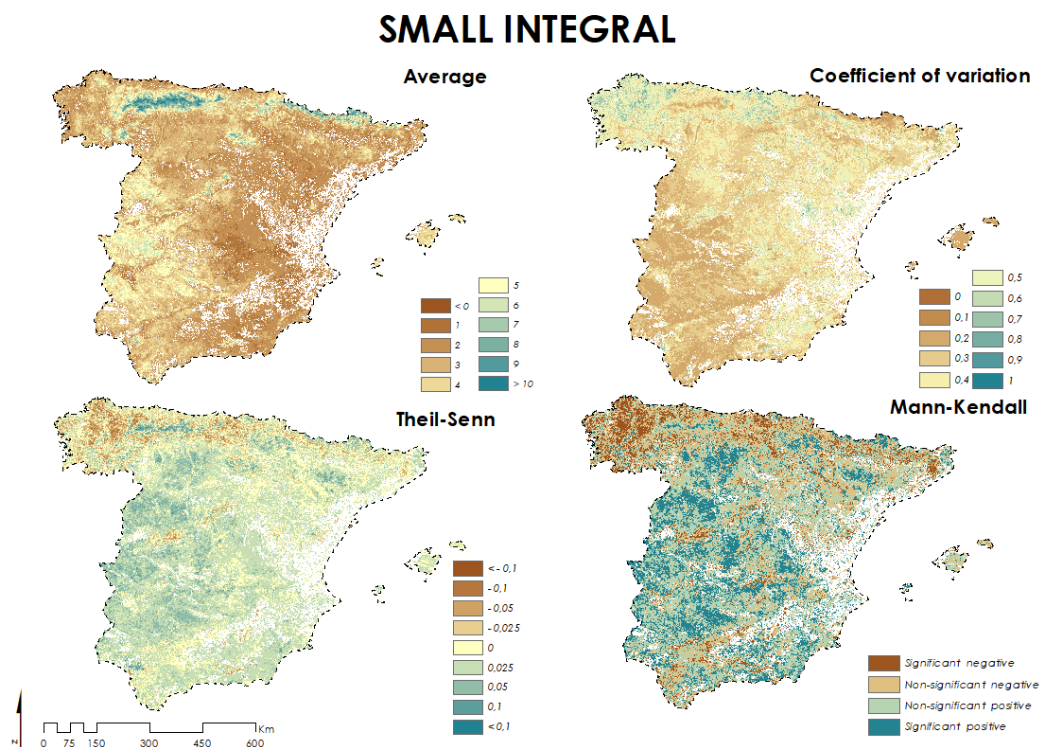 SMALL INTEGRAL
Average
Coefficient of variation
< 0
1
2
3
4
5
6
7
8
9
> 10
0
0,1
0,2
0,3
0,4
0,5
0,6
0,7
0,8
0,9
1
Theil-Senn
Mann-Kendall
< - 0,1
- 0,1
- 0,05
- 0,025
0
0,025
0,05
0,1
<0,1
Significant negative
Non-significant negative
Non-significant positive
Significant positive
N
0 75 150 300 450 600 Km